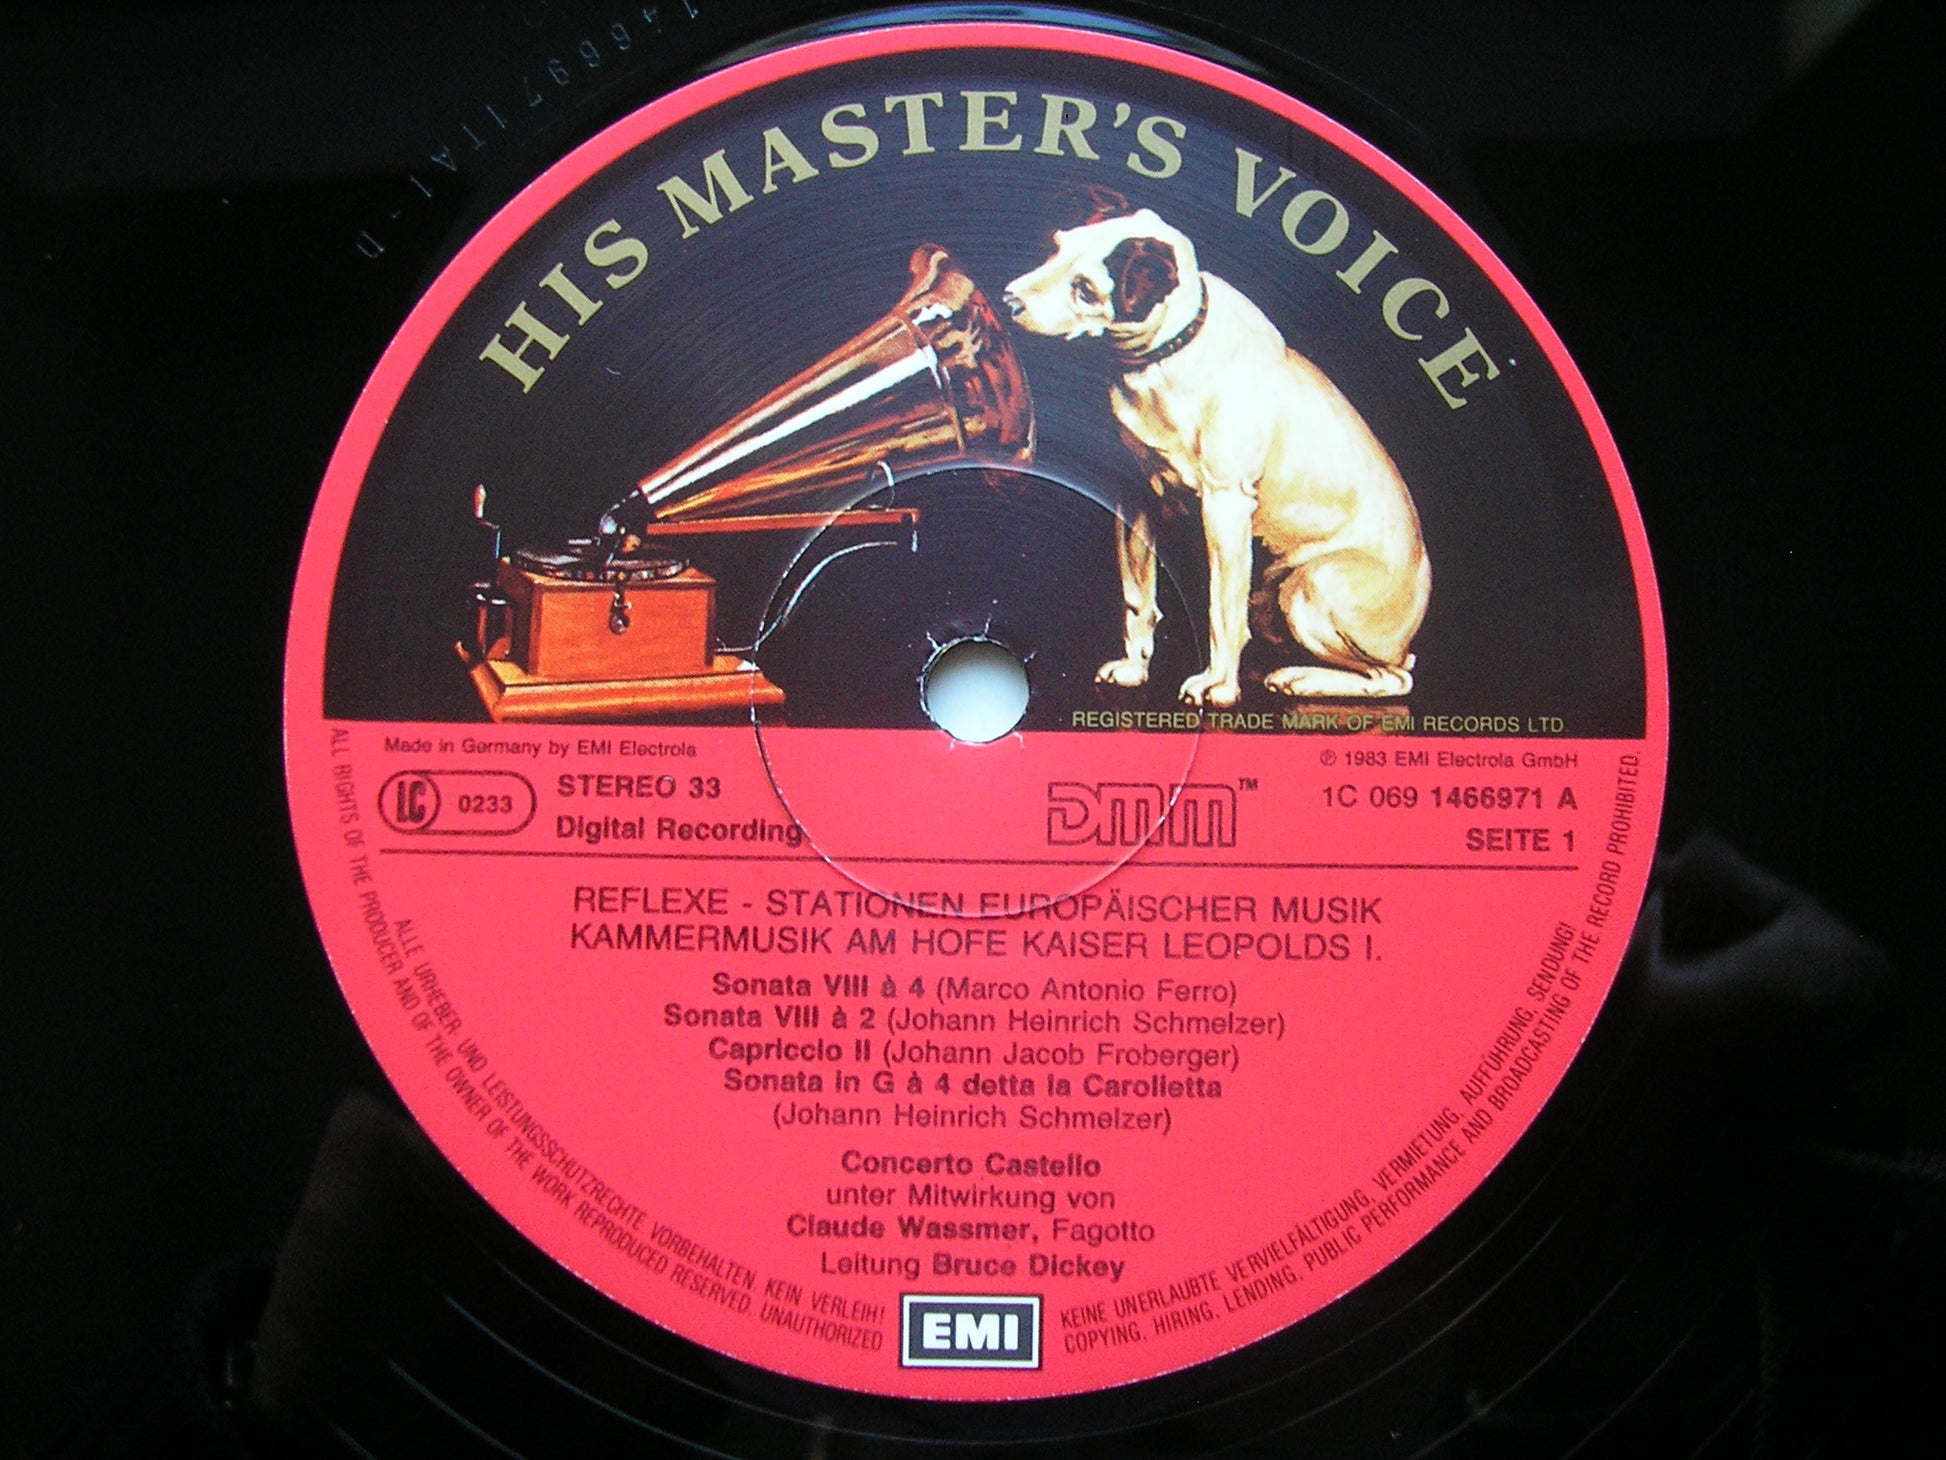 146697 1TA1-D
HIS MASTER'S VOICE
REGISTERED TRADE MARK OF EMI RECORDS LTD.
Made in Germany by EMI Electrola
℗ 1983 EMI Electrola GmbH
LC 0233
STEREO 33
Digital Recording
DMM™
1C 069 1466971 A
SEITE 1
REFLEXE - STATIONEN EUROPÄISCHER MUSIK
KAMMERMUSIK AM HOFE KAISER LEOPOLDS I.
Sonata VIII à 4 (Marco Antonio Ferro)
Sonata VIII à 2 (Johann Heinrich Schmelzer)
Capriccio II (Johann Jacob Froberger)
Sonata in G à 4 detta la Carolietta
(Johann Heinrich Schmelzer)
Concerto Castello
unter Mitwirkung von
Claude Wassmer, Fagotto
Leitung Bruce Dickey
EMI
ALLE URHEBER- UND LEISTUNGSSCHUTZRECHTE VORBEHALTEN. KEIN VERLEIH!
KEINE UNERLAUBTE VERVIELFÄLTIGUNG, VERMIETUNG, AUFFÜHRUNG, SENDUNG!
ALL RIGHTS OF THE PRODUCER AND OF THE OWNER OF THE WORK REPRODUCED RESERVED. UNAUTHORIZED
COPYING, HIRING, LENDING, PUBLIC PERFORMANCE AND BROADCASTING OF THE RECORD PROHIBITED.